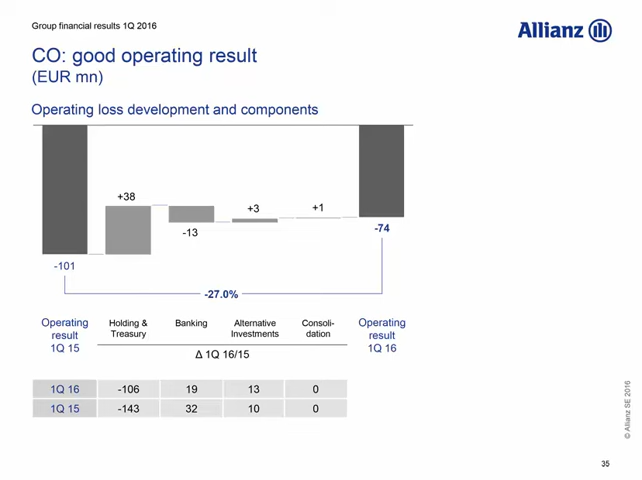 Group financial results 1Q 2016
Allianz
CO: good operating result
(EUR mn)
Operating loss development and components
+38
-13
+3
+1
-74
-101
-27.0%
Operating result 1Q 15
Holding & Treasury
Banking
Alternative Investments
Consoli-dation
Operating result 1Q 16
Δ 1Q 16/15
1Q 16 -106 19 13 0
1Q 15 -143 32 10 0
© Allianz SE 2016
35